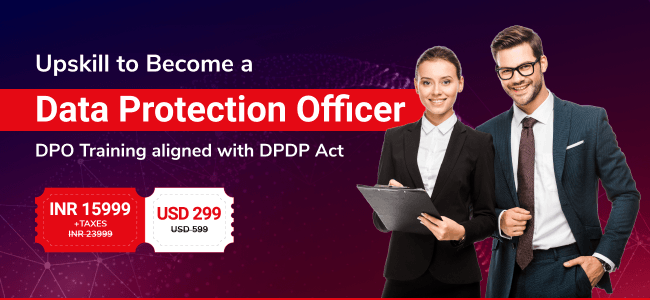 Upskill to Become a
Data Protection Officer
DPO Training aligned with DPDP Act
INR 15999
+TAXES
INR 23999
USD 299
USD 599